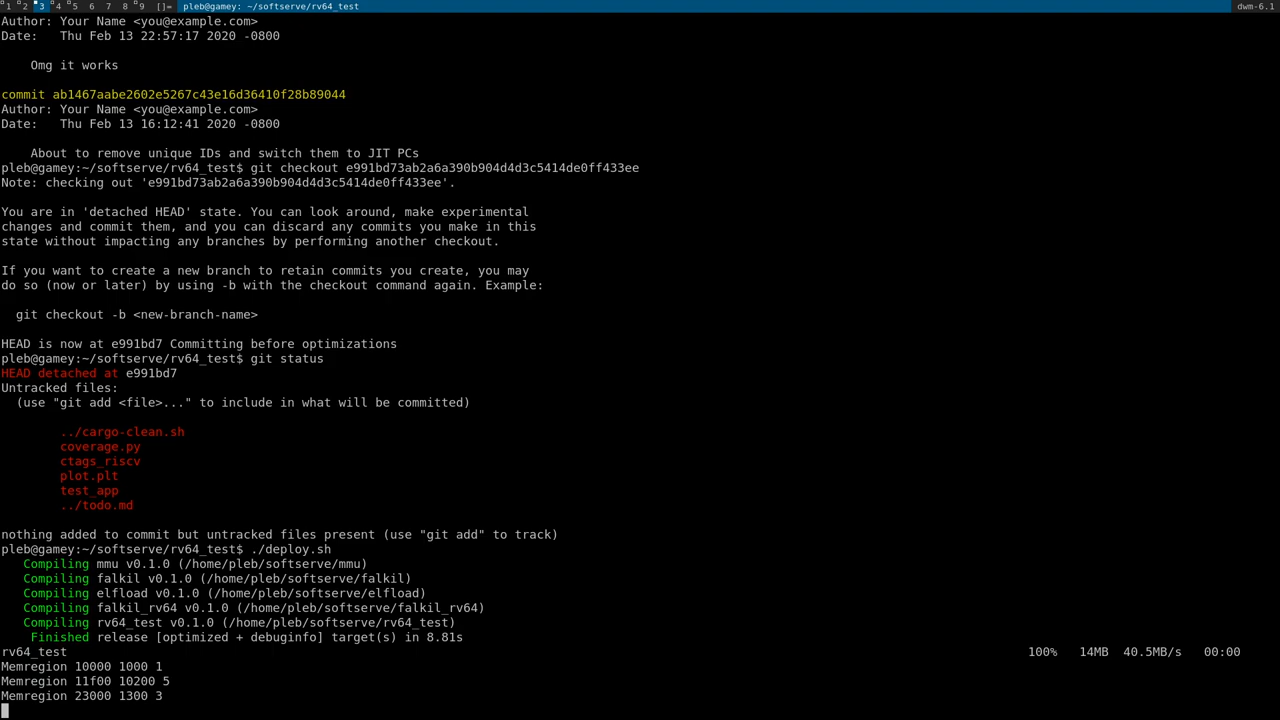 1 2 3 4 5 6 7 8 9 []= pleb@gamey: ~/softserve/rv64_test dwm-6.1
Author: Your Name <you@example.com>
Date:   Thu Feb 13 22:57:17 2020 -0800
    Omg it works
commit ab1467aabe2602e5267c43e16d36410f28b89044
Author: Your Name <you@example.com>
Date:   Thu Feb 13 16:12:41 2020 -0800
    About to remove unique IDs and switch them to JIT PCs
pleb@gamey:~/softserve/rv64_test$ git checkout e991bd73ab2a6a390b904d4d3c5414de0ff433ee
Note: checking out 'e991bd73ab2a6a390b904d4d3c5414de0ff433ee'.
You are in 'detached HEAD' state. You can look around, make experimental
changes and commit them, and you can discard any commits you make in this
state without impacting any branches by performing another checkout.
If you want to create a new branch to retain commits you create, you may
do so (now or later) by using -b with the checkout command again. Example:
  git checkout -b <new-branch-name>
HEAD is now at e991bd7 Committing before optimizations
pleb@gamey:~/softserve/rv64_test$ git status
HEAD detached at e991bd7
Untracked files:
  (use "git add <file>..." to include in what will be committed)
        ../cargo-clean.sh
        coverage.py
        ctags_riscv
        plot.plt
        test_app
        ../todo.md
nothing added to commit but untracked files present (use "git add" to track)
pleb@gamey:~/softserve/rv64_test$ ./deploy.sh
   Compiling mmu v0.1.0 (/home/pleb/softserve/mmu)
   Compiling falkil v0.1.0 (/home/pleb/softserve/falkil)
   Compiling elfload v0.1.0 (/home/pleb/softserve/elfload)
   Compiling falkil_rv64 v0.1.0 (/home/pleb/softserve/falkil_rv64)
   Compiling rv64_test v0.1.0 (/home/pleb/softserve/rv64_test)
    Finished release [optimized + debuginfo] target(s) in 8.81s
rv64_test 100% 14MB 40.5MB/s 00:00
Memregion 10000 1000 1
Memregion 11f00 10200 5
Memregion 23000 1300 3